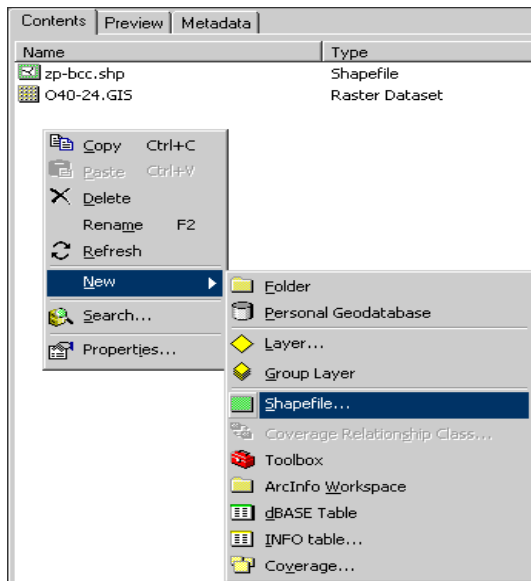 Contents Preview Metadata
Name Type
zp-bcc.shp Shapefile
O40-24.GIS Raster Dataset
Copy Ctrl+C
Paste Ctrl+V
Delete
Rename F2
Refresh
New
Search...
Properties...
Folder
Personal Geodatabase
Layer...
Group Layer
Shapefile...
Coverage Relationship Class...
Toolbox
ArcInfo Workspace
dBASE Table
INFO table...
Coverage...